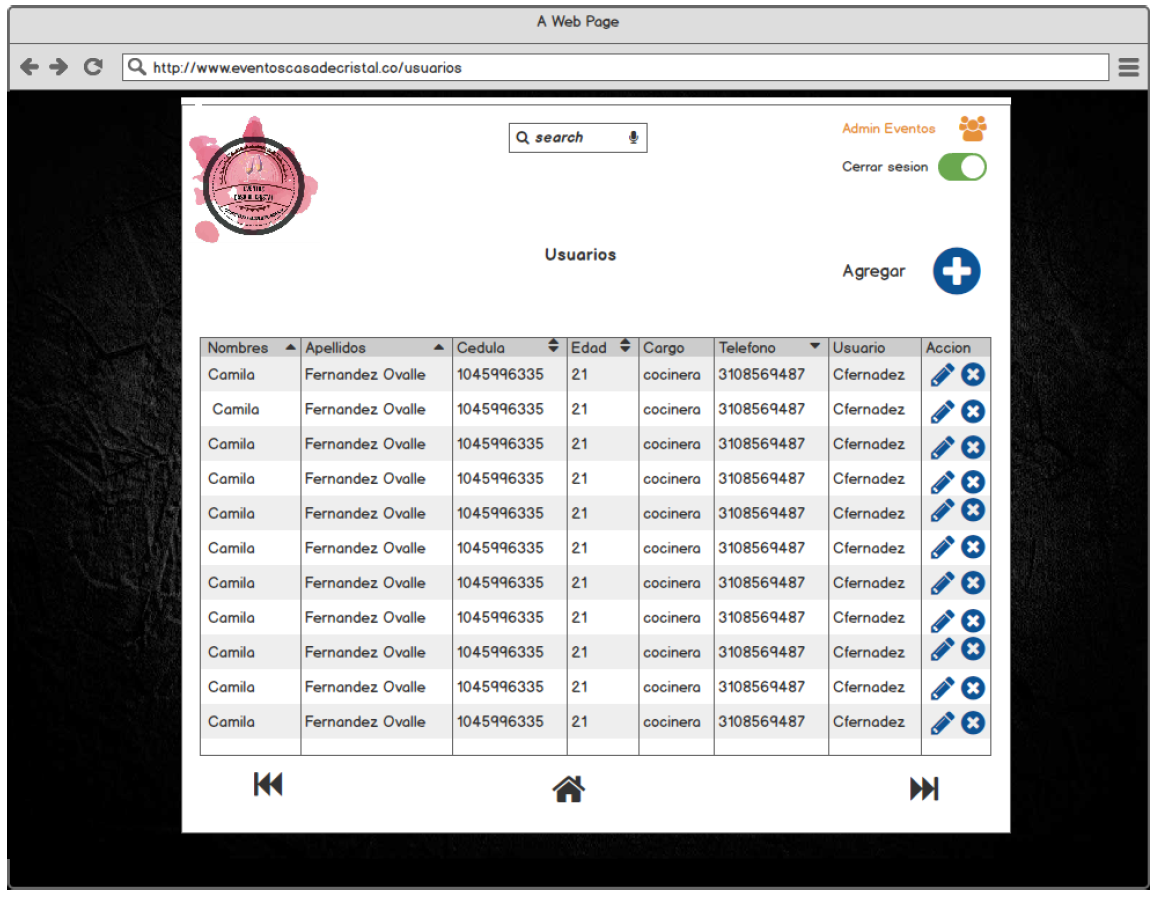 A Web Page
http://www.eventoscasadecristal.co/usuarios
search
Admin Eventos
Cerrar sesion
Usuarios
Agregar
Nombres Apellidos Cedula Edad Cargo Telefono Usuario Accion
Camila Fernandez Ovalle 1045996335 21 cocinera 3108569487 Cfernadez
Camila Fernandez Ovalle 1045996335 21 cocinera 3108569487 Cfernadez
Camila Fernandez Ovalle 1045996335 21 cocinera 3108569487 Cfernadez
Camila Fernandez Ovalle 1045996335 21 cocinera 3108569487 Cfernadez
Camila Fernandez Ovalle 1045996335 21 cocinera 3108569487 Cfernadez
Camila Fernandez Ovalle 1045996335 21 cocinera 3108569487 Cfernadez
Camila Fernandez Ovalle 1045996335 21 cocinera 3108569487 Cfernadez
Camila Fernandez Ovalle 1045996335 21 cocinera 3108569487 Cfernadez
Camila Fernandez Ovalle 1045996335 21 cocinera 3108569487 Cfernadez
Camila Fernandez Ovalle 1045996335 21 cocinera 3108569487 Cfernadez
Camila Fernandez Ovalle 1045996335 21 cocinera 3108569487 Cfernadez